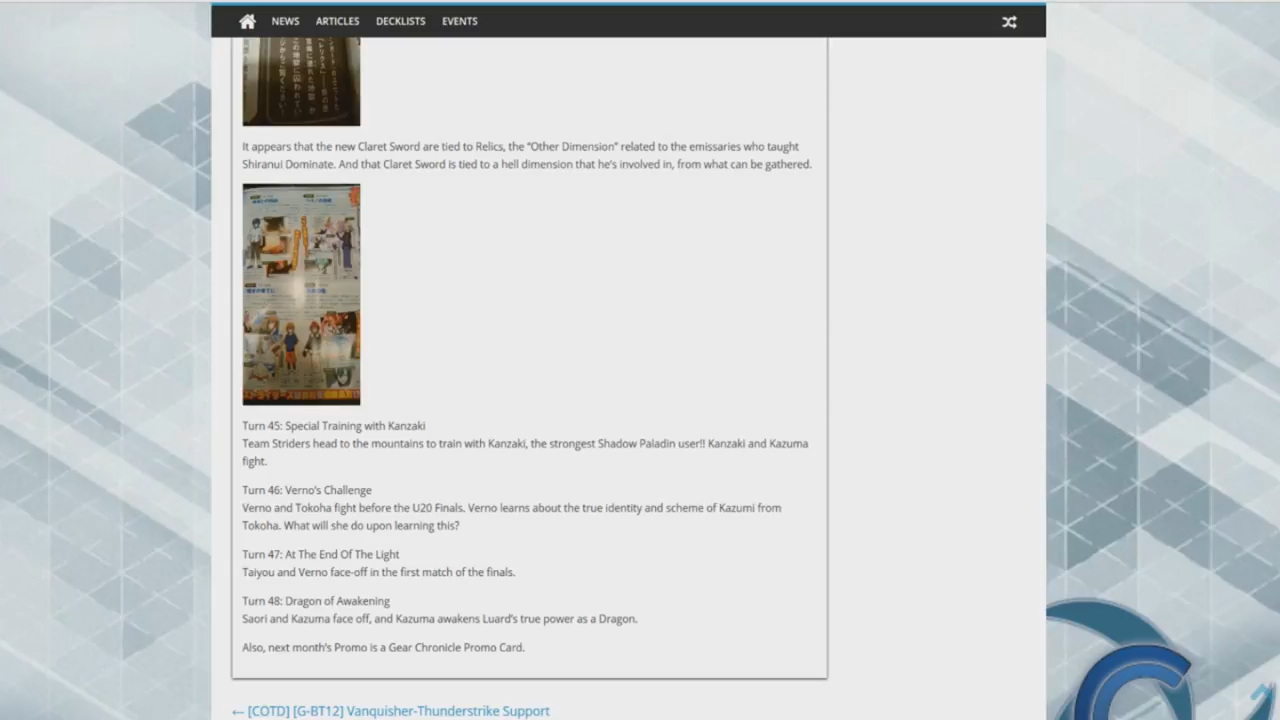 NEWS ARTICLES DECKLISTS EVENTS
It appears that the new Claret Sword are tied to Relics, the “Other Dimension” related to the emissaries who taught
Shiranui Dominate. And that Claret Sword is tied to a hell dimension that he's involved in, from what can be gathered.
Turn 45: Special Training with Kanzaki
Team Striders head to the mountains to train with Kanzaki, the strongest Shadow Paladin user!! Kanzaki and Kazuma
fight.
Turn 46: Verno's Challenge
Verno and Tokoha fight before the U20 Finals. Verno learns about the true identity and scheme of Kazumi from
Tokoha. What will she do upon learning this?
Turn 47: At The End Of The Light
Taiyou and Verno face-off in the first match of the finals.
Turn 48: Dragon of Awakening
Saori and Kazuma face off, and Kazuma awakens Luard's true power as a Dragon.
Also, next month's Promo is a Gear Chronicle Promo Card.
← [COTD] [G-BT12] Vanquisher-Thunderstrike Support